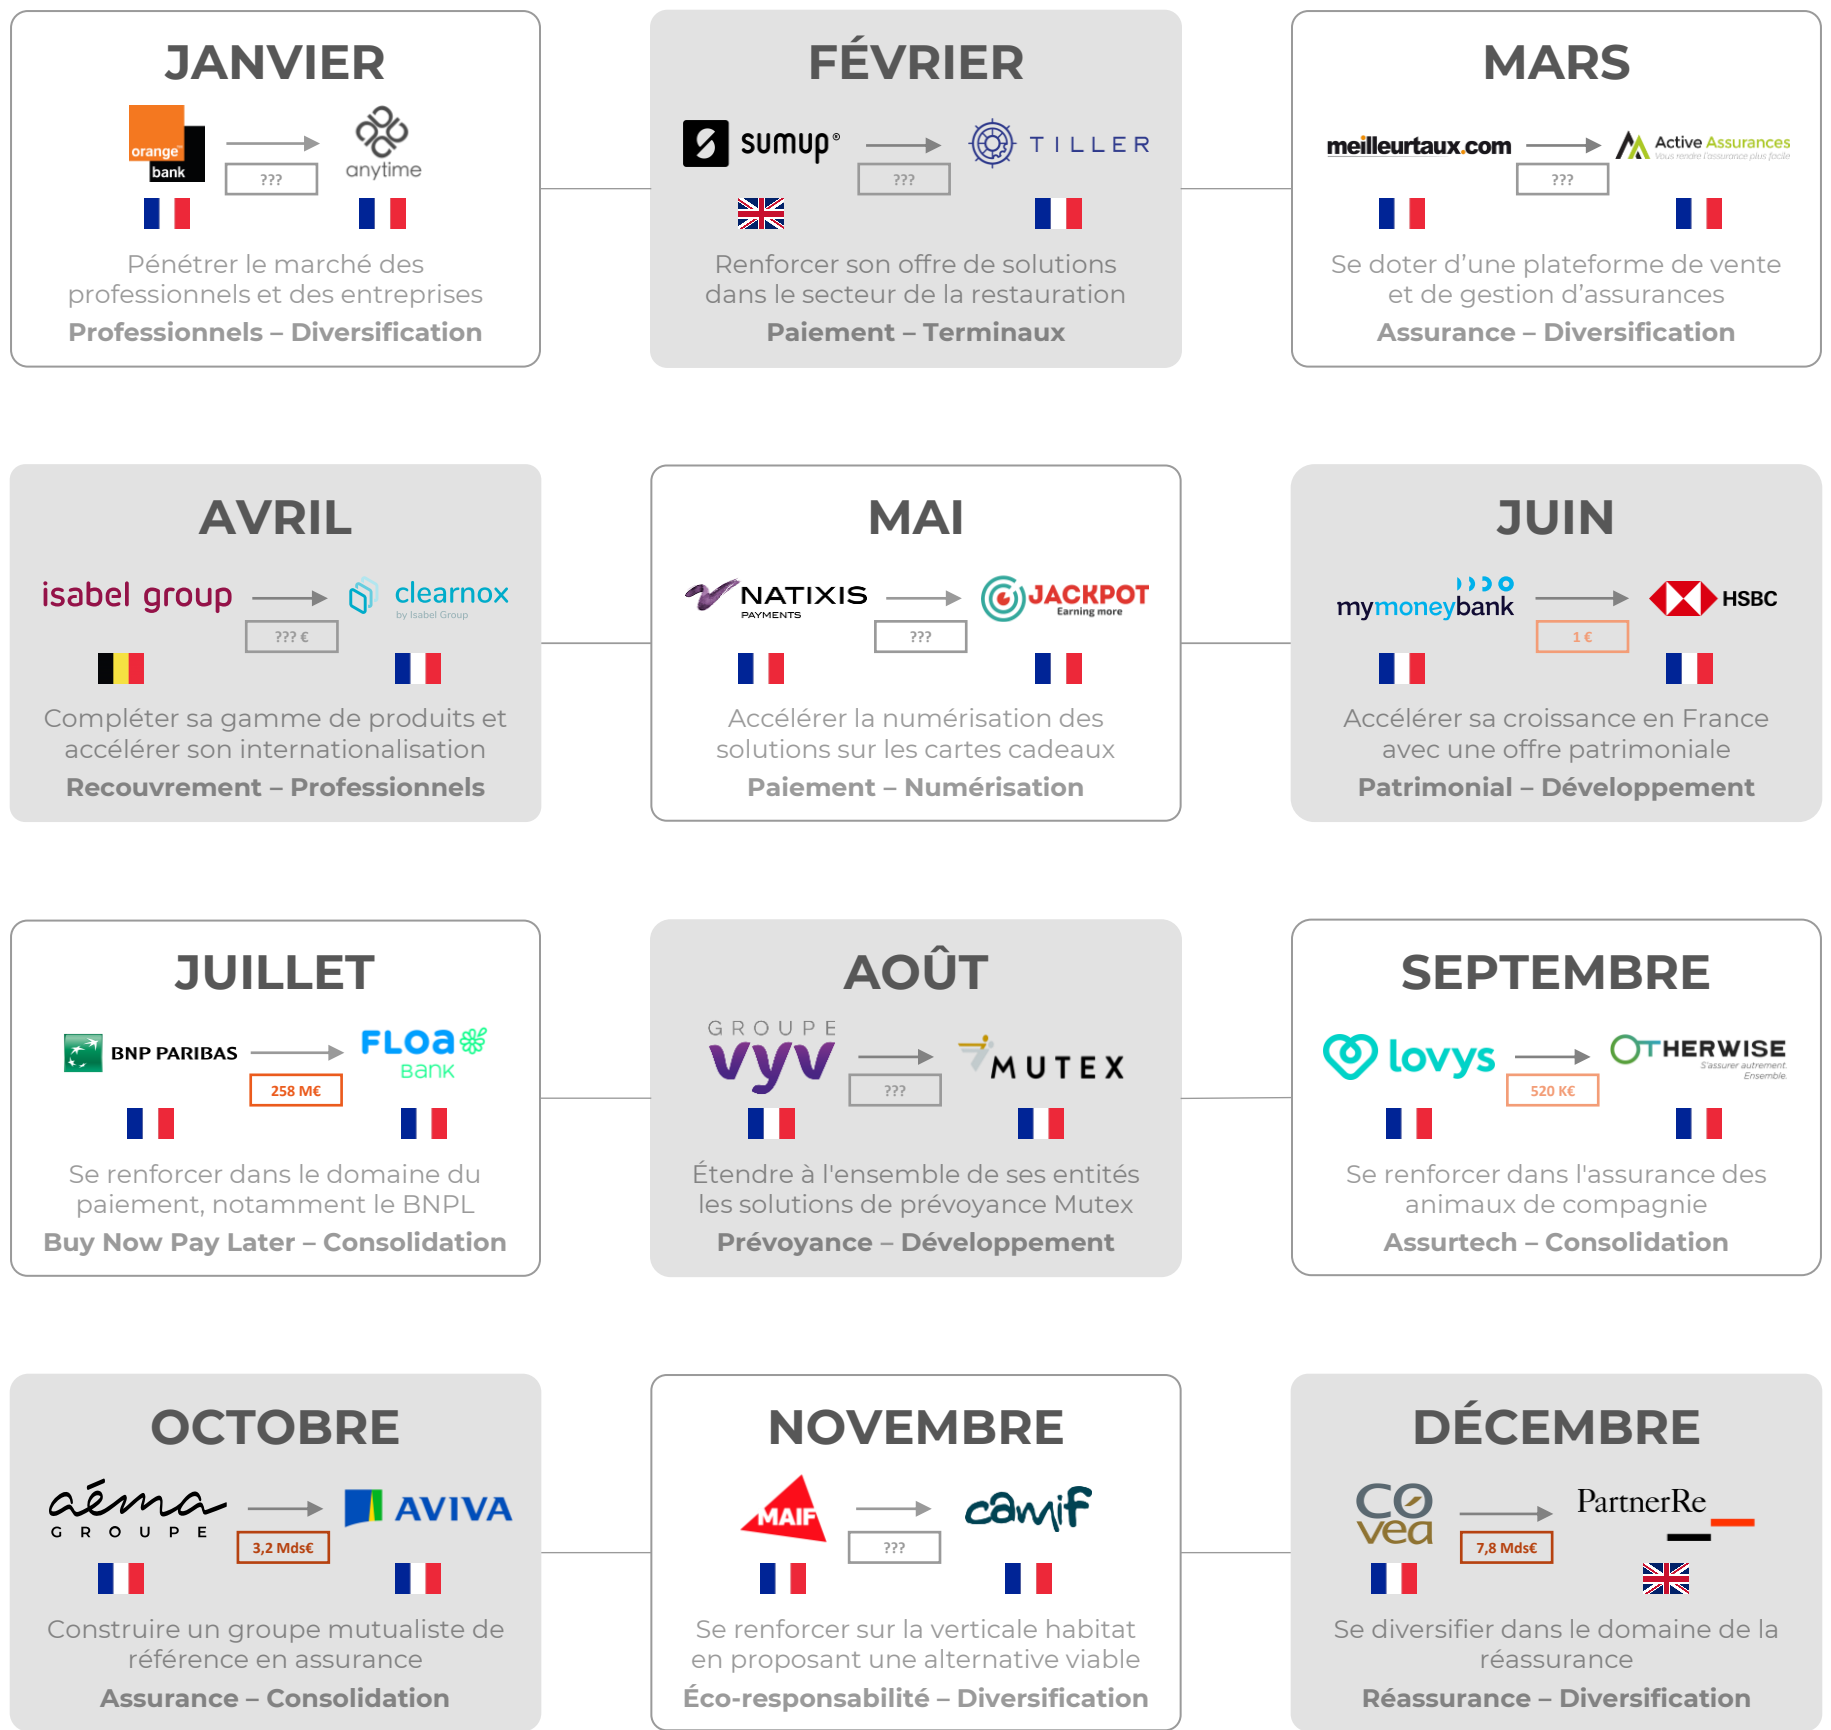 JANVIER
orange™
bank
anytime
???
Pénétrer le marché des
professionnels et des entreprises
Professionnels – Diversification
FÉVRIER
sumup®
TILLER
???
Renforcer son offre de solutions
dans le secteur de la restauration
Paiement – Terminaux
MARS
meilleurtaux.com
Active Assurances
Vous rendre l'assurance plus facile
???
Se doter d’une plateforme de vente
et de gestion d’assurances
Assurance – Diversification
AVRIL
isabel group
clearnox
by Isabel Group
??? €
Compléter sa gamme de produits et
accélérer son internationalisation
Recouvrement – Professionnels
MAI
NATIXIS
PAYMENTS
JACKPOT
Earning more
???
Accélérer la numérisation des
solutions sur les cartes cadeaux
Paiement – Numérisation
JUIN
mymoneybank
HSBC
1 €
Accélérer sa croissance en France
avec une offre patrimoniale
Patrimonial – Développement
JUILLET
BNP PARIBAS
FLOa
BANK
258 M€
Se renforcer dans le domaine du
paiement, notamment le BNPL
Buy Now Pay Later – Consolidation
AOÛT
GROUPE
vyv
MUTEX
???
Étendre à l'ensemble de ses entités
les solutions de prévoyance Mutex
Prévoyance – Développement
SEPTEMBRE
lovys
OTHERWISE
S'assurer autrement.
Ensemble.
520 K€
Se renforcer dans l'assurance des
animaux de compagnie
Assurtech – Consolidation
OCTOBRE
aéma
GROUPE
AVIVA
3,2 Mds€
Construire un groupe mutualiste de
référence en assurance
Assurance – Consolidation
NOVEMBRE
MAIF
camif
???
Se renforcer sur la verticale habitat
en proposant une alternative viable
Éco-responsabilité – Diversification
DÉCEMBRE
covea
PartnerRe
7,8 Mds€
Se diversifier dans le domaine de la
réassurance
Réassurance – Diversification